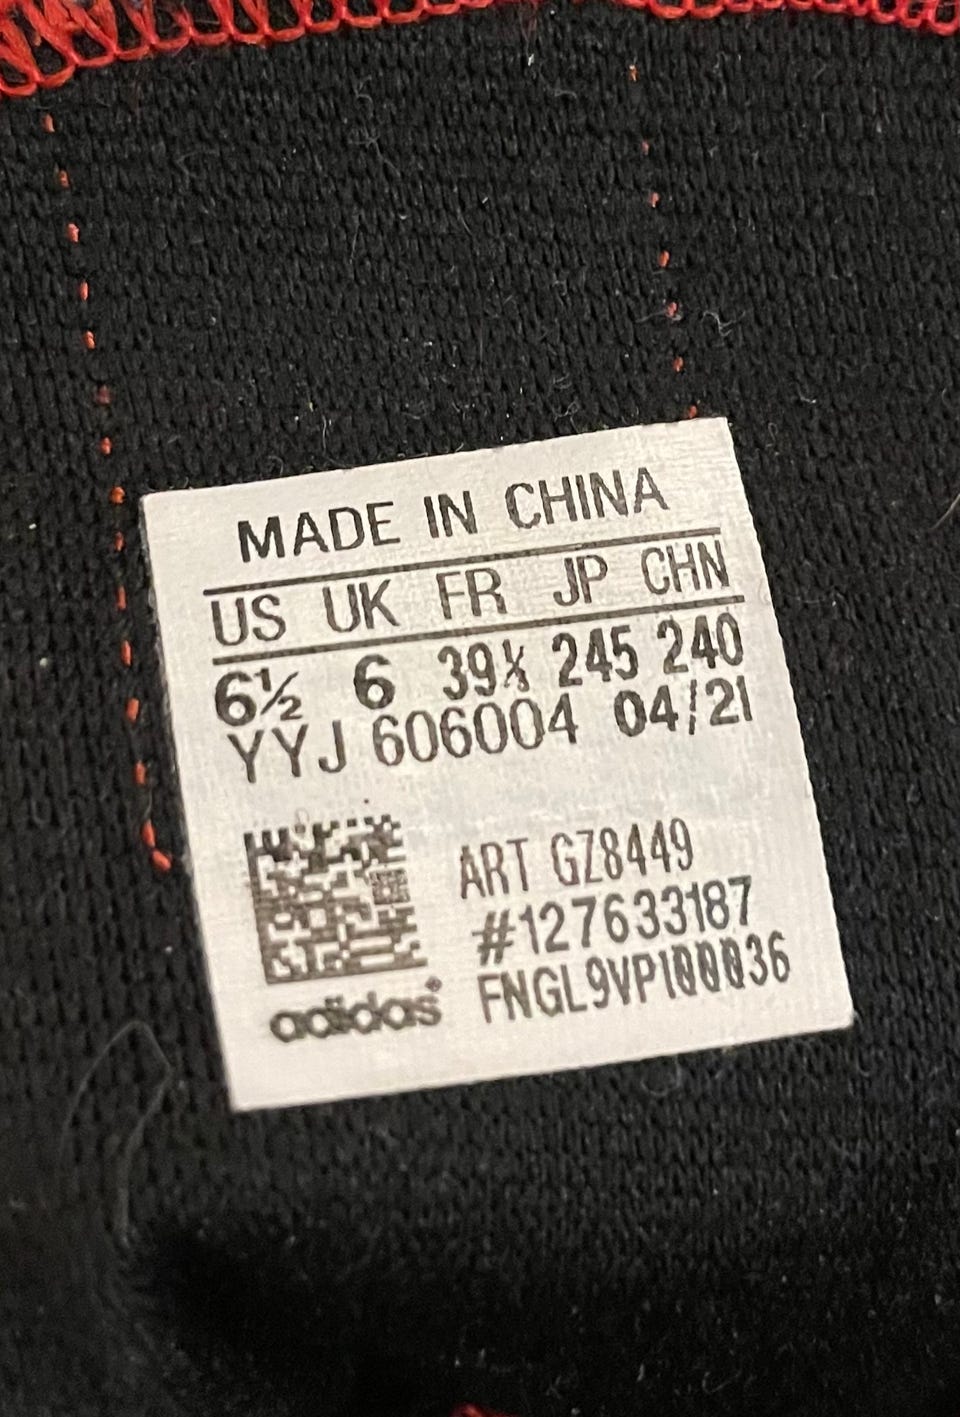 MADE IN CHINA
US UK FR JP CHN
6½ 6 39⅓ 245 240
YYJ 606004 04/21
ART GZ8449
#127633187
FNGL9VP100036
adidas